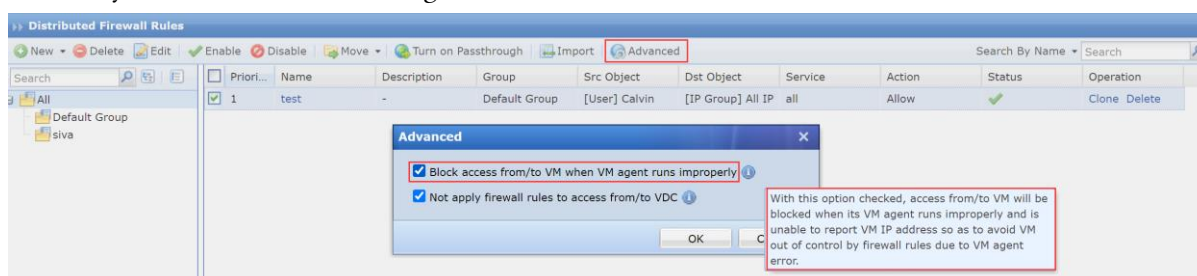 Distributed Firewall Rules
New Delete Edit Enable Disable Move Turn on Passthrough Import Advanced Search By Name Search
Search Priori... Name Description Group Src Object Dst Object Service Action Status Operation
All 1 test - Default Group [User] Calvin [IP Group] All IP all Allow Clone Delete
Default Group
siva
Advanced
Block access from/to VM when VM agent runs improperly
Not apply firewall rules to access from/to VDC
With this option checked, access from/to VM will be
blocked when its VM agent runs improperly and is
unable to report VM IP address so as to avoid VM
OK C out of control by firewall rules due to VM agent
error.